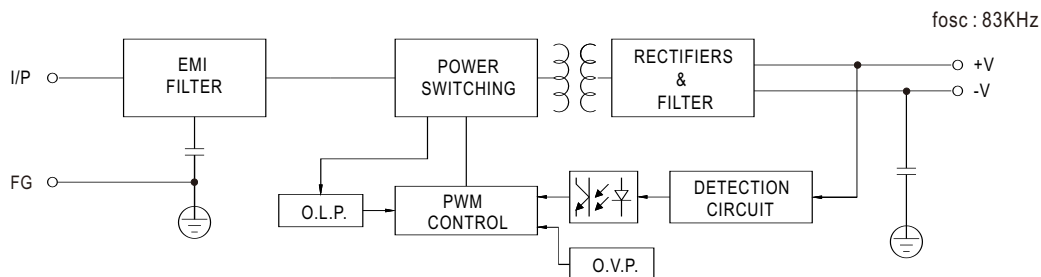 fosc : 83KHz
I/P
EMI
FILTER
POWER
SWITCHING
RECTIFIERS
&
FILTER
+V
-V
FG
O.L.P.
PWM
CONTROL
DETECTION
CIRCUIT
O.V.P.